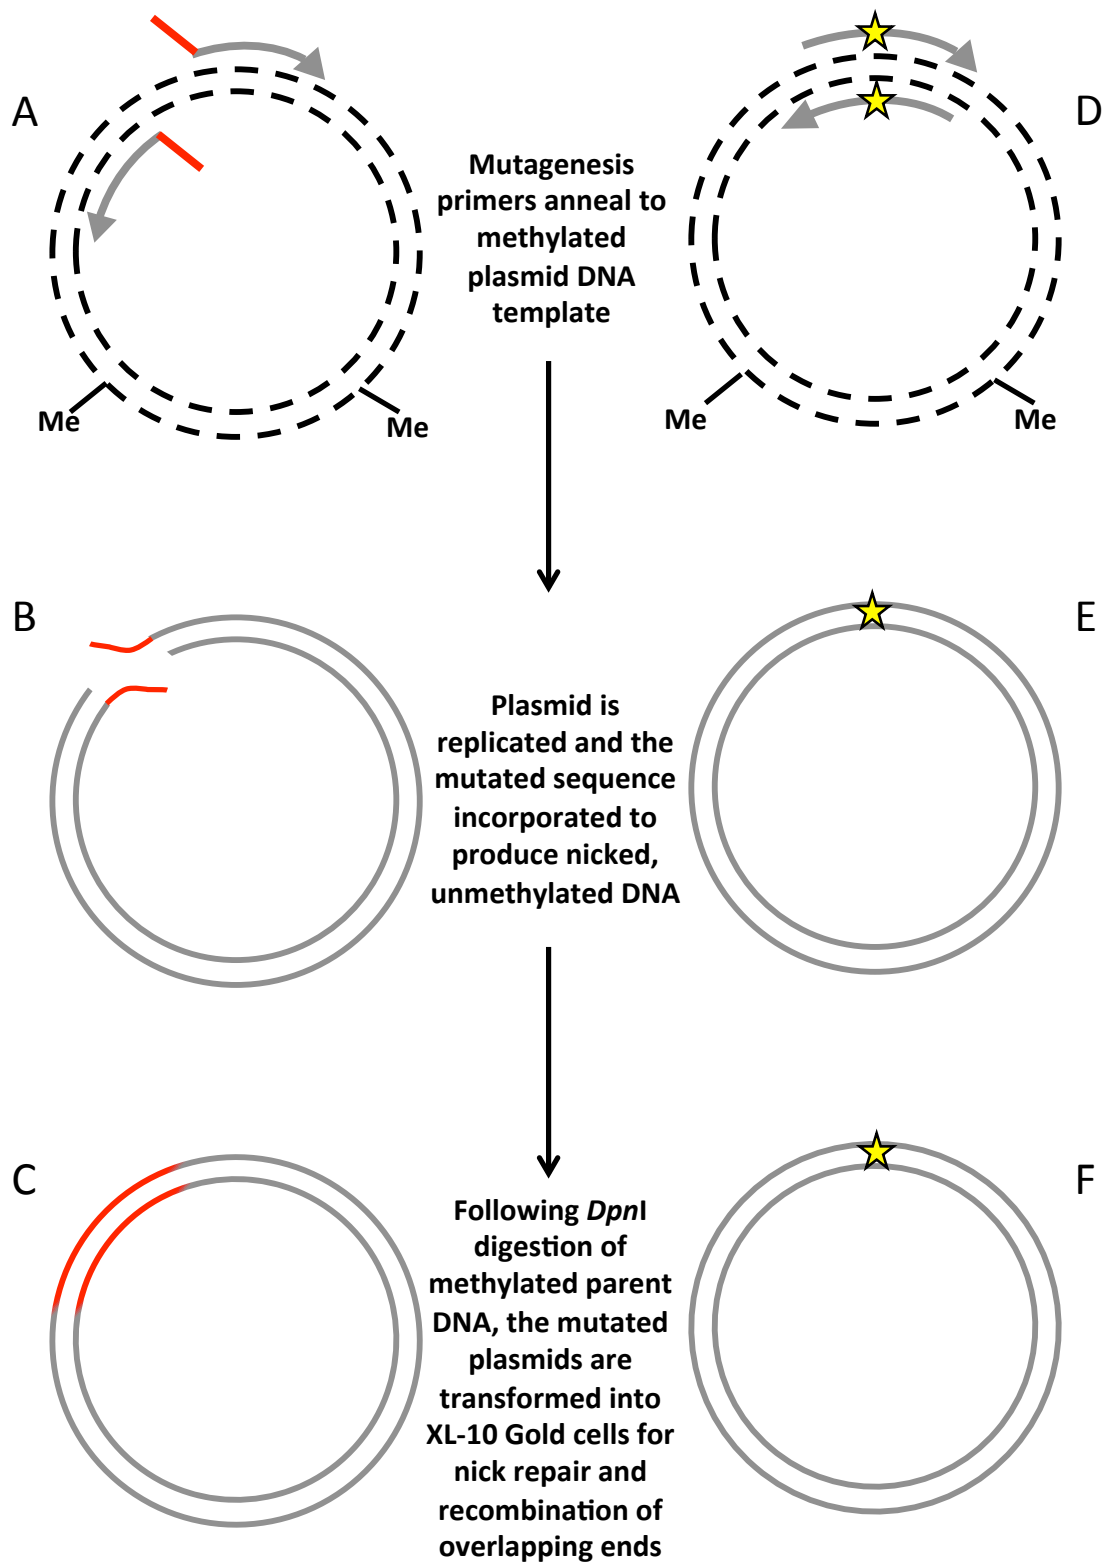 A
D
Mutagenesis
primers anneal to
methylated
plasmid DNA
template
Me
Me
Me
Me
B
E
Plasmid is
replicated and the
mutated sequence
incorporated to
produce nicked,
unmethylated DNA
C
F
Following DpnI
digestion of
methylated parent
DNA, the mutated
plasmids are
transformed into
XL-10 Gold cells for
nick repair and
recombination of
overlapping ends